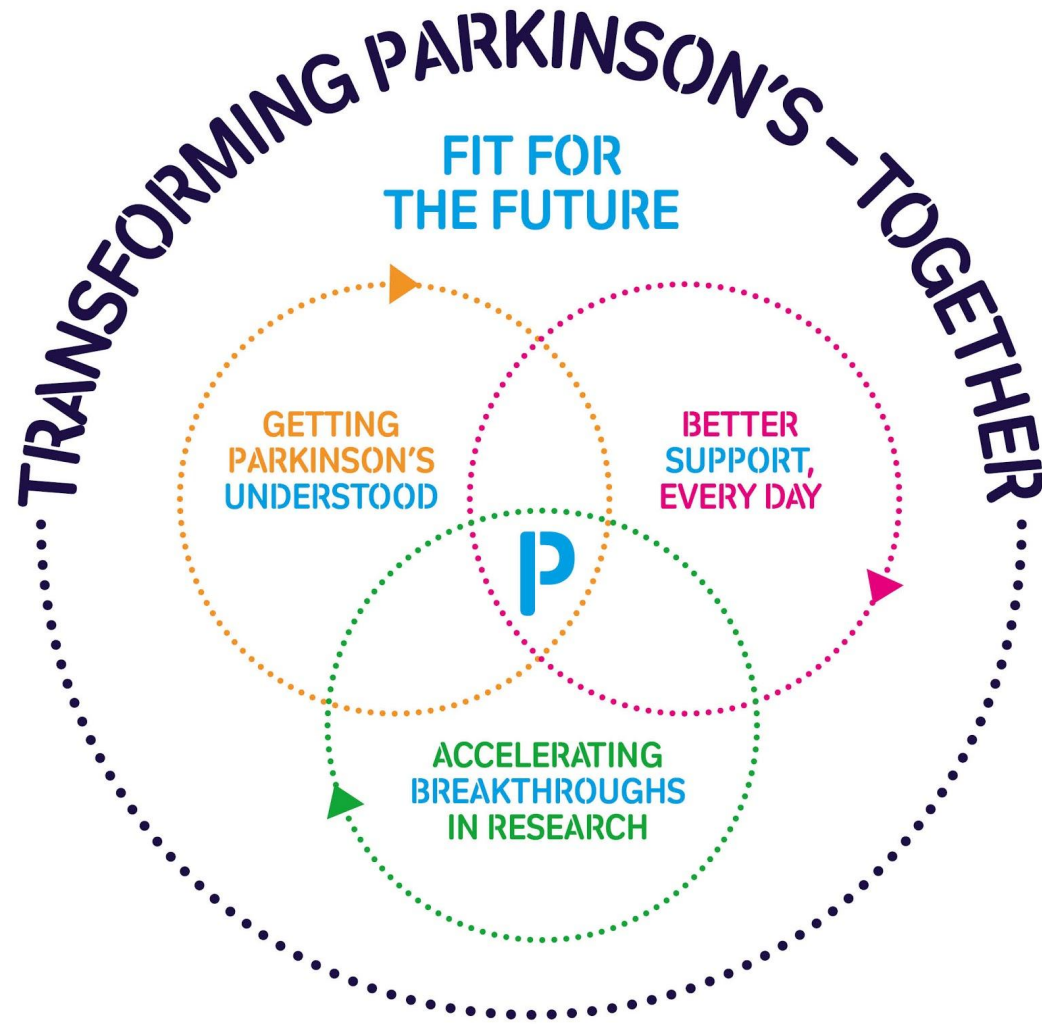 TRANSFORMING PARKINSON'S – TOGETHER
FIT FOR
THE FUTURE
GETTING
PARKINSON'S
UNDERSTOOD
BETTER
SUPPORT,
EVERY DAY
P
ACCELERATING
BREAKTHROUGHS
IN RESEARCH